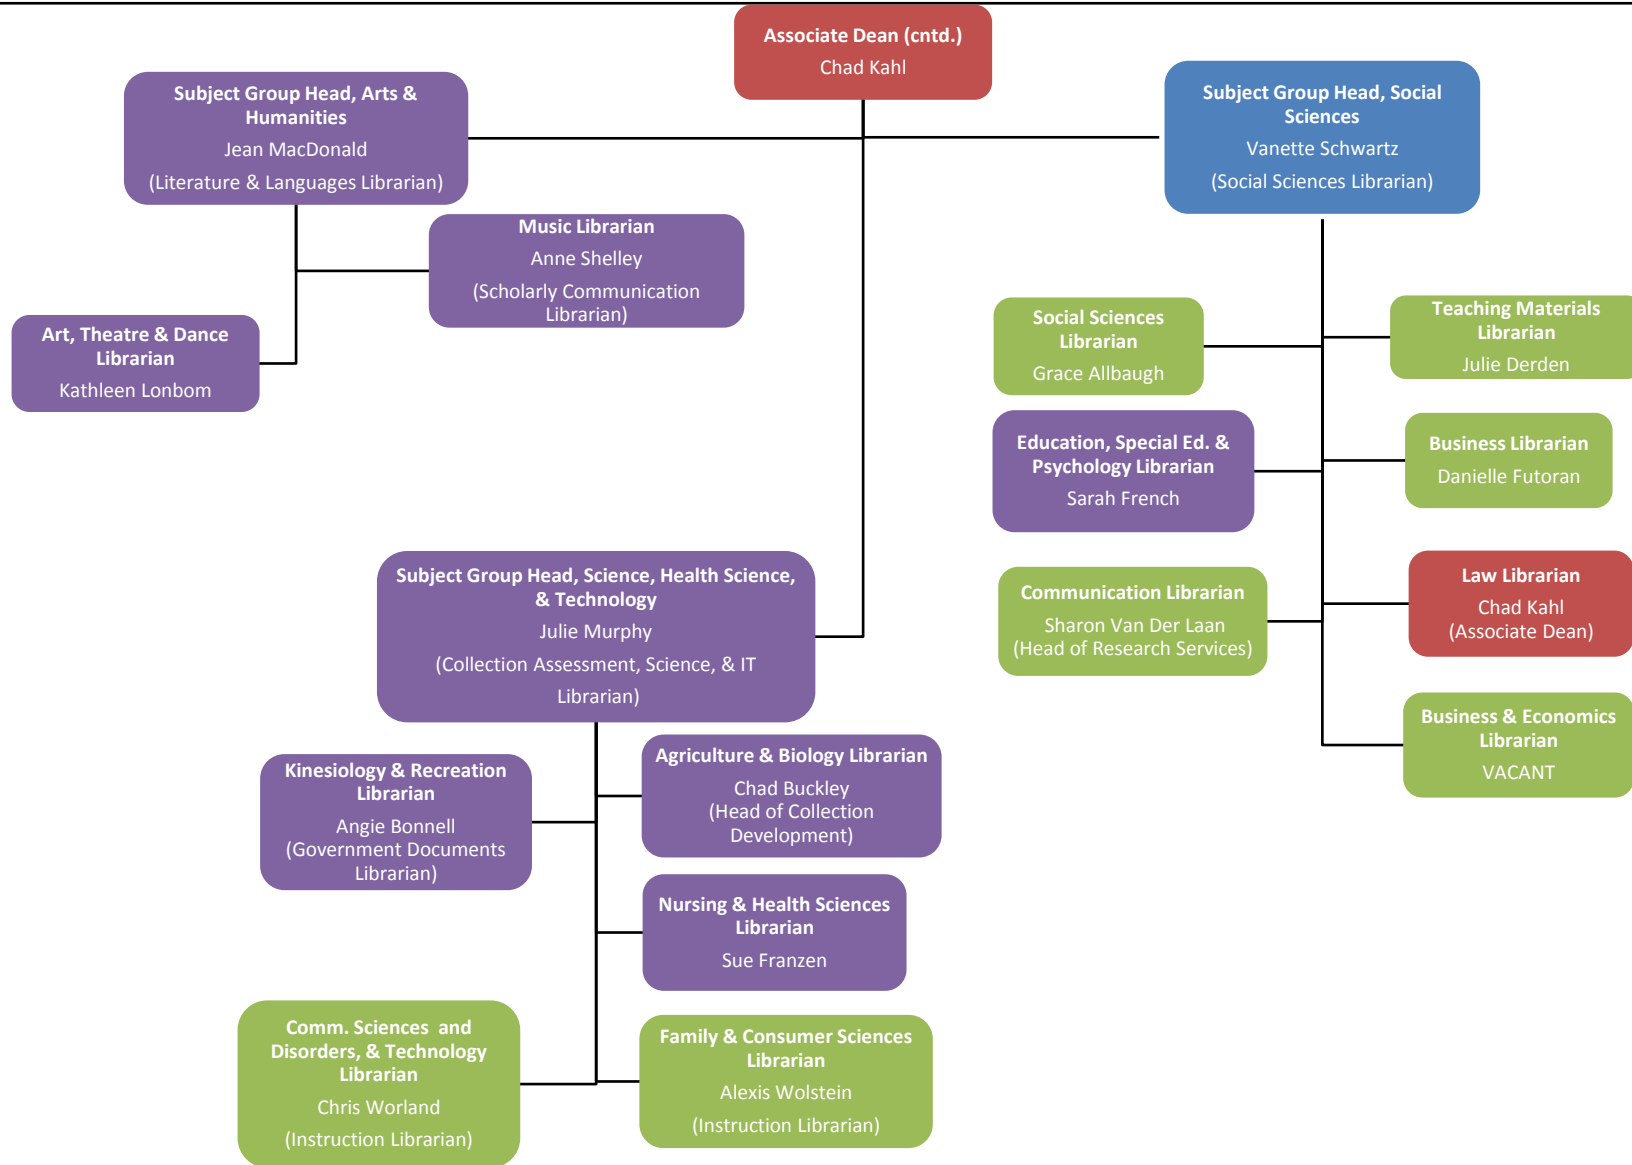 Associate Dean (cntd.)
Chad Kahl
Subject Group Head, Arts &
Humanities
Jean MacDonald
(Literature & Languages Librarian)
Subject Group Head, Social
Sciences
Vanette Schwartz
(Social Sciences Librarian)
Music Librarian
Anne Shelley
(Scholarly Communication
Librarian)
Art, Theatre & Dance
Librarian
Kathleen Lonbom
Social Sciences
Librarian
Grace Allbaugh
Teaching Materials
Librarian
Julie Derden
Education, Special Ed. &
Psychology Librarian
Sarah French
Business Librarian
Danielle Futoran
Subject Group Head, Science, Health Science,
& Technology
Julie Murphy
(Collection Assessment, Science, & IT
Librarian)
Communication Librarian
Sharon Van Der Laan
(Head of Research Services)
Law Librarian
Chad Kahl
(Associate Dean)
Business & Economics
Librarian
VACANT
Kinesiology & Recreation
Librarian
Angie Bonnell
(Government Documents
Librarian)
Agriculture & Biology Librarian
Chad Buckley
(Head of Collection
Development)
Nursing & Health Sciences
Librarian
Sue Franzen
Comm. Sciences  and
Disorders, & Technology
Librarian
Chris Worland
(Instruction Librarian)
Family & Consumer Sciences
Librarian
Alexis Wolstein
(Instruction Librarian)